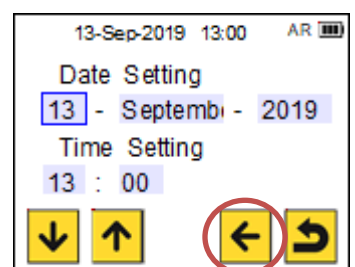 13-Sep-2019 13:00 AR
Date Setting
13 - Septemb - 2019
Time Setting
13 : 00